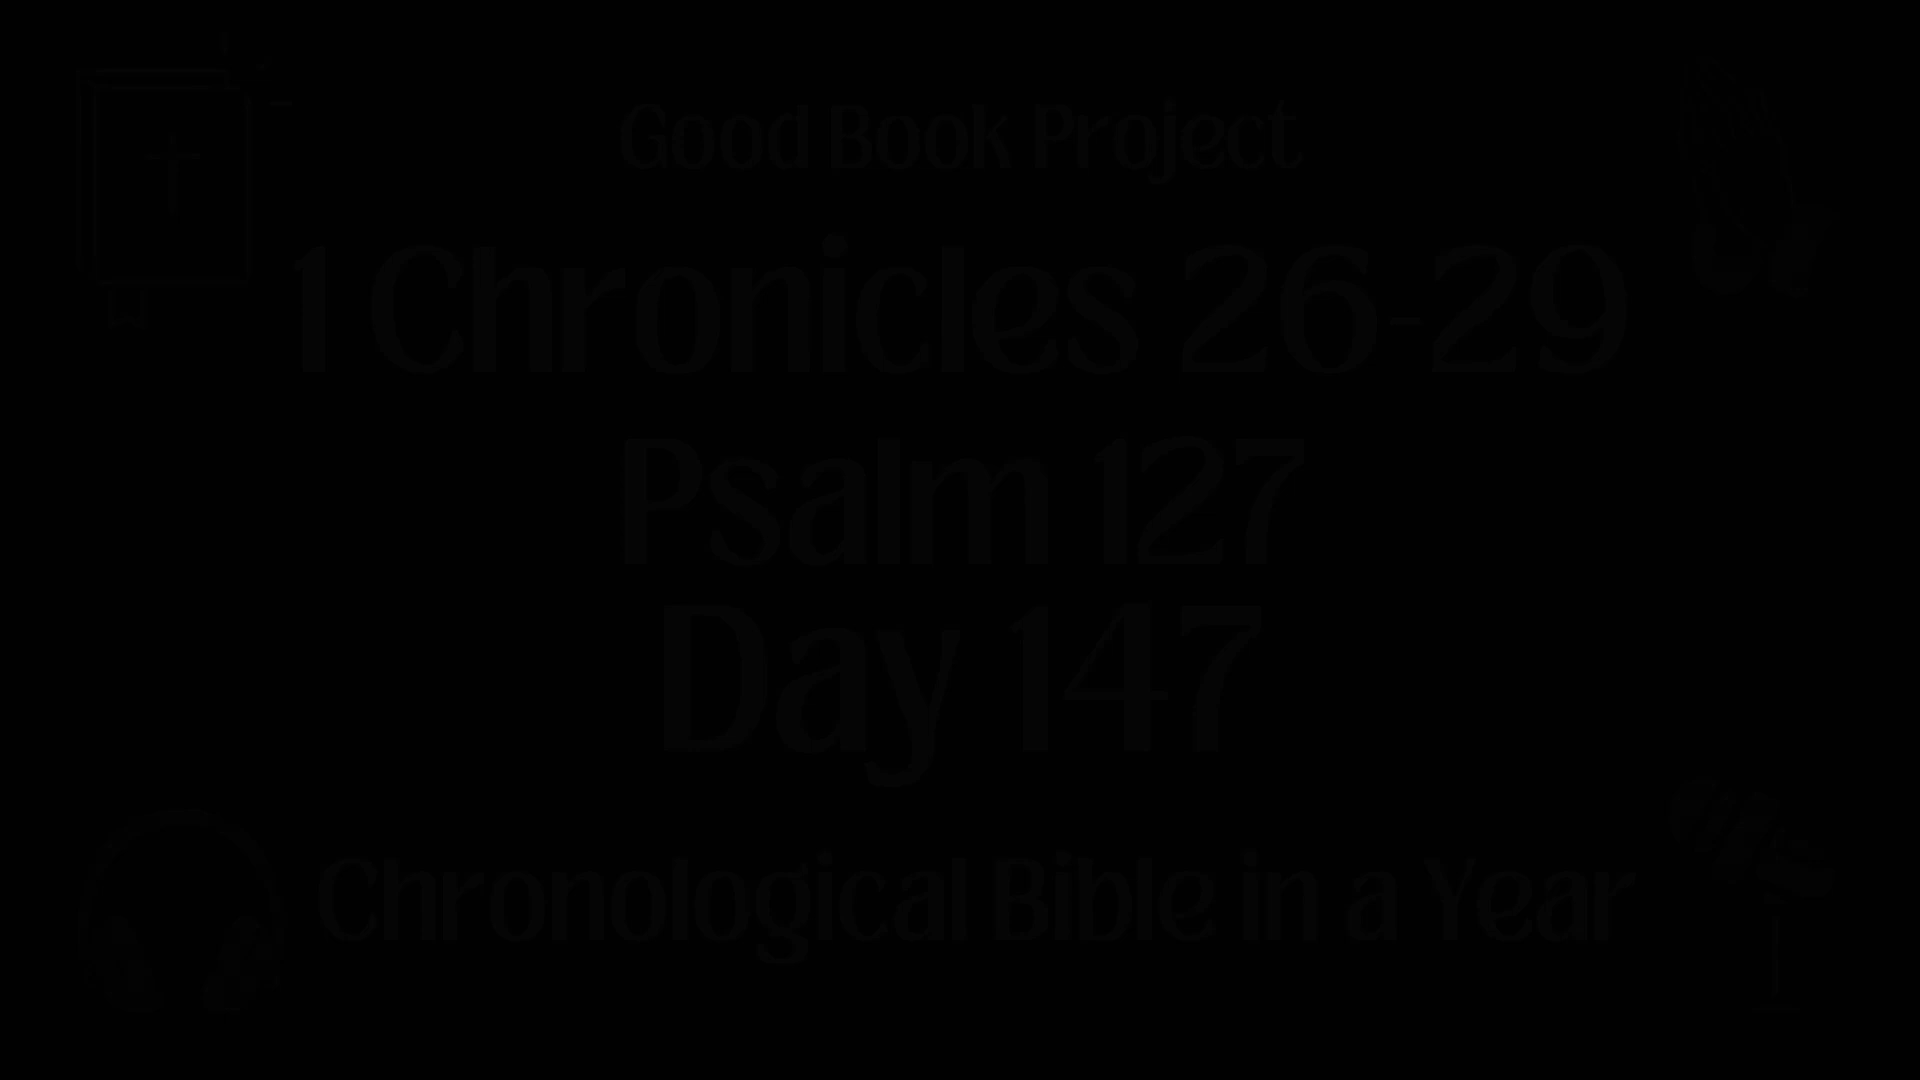 Good Book Project
1 Chronicles 26-29
Psalm 127
Day 147
Chronological Bible in a Year